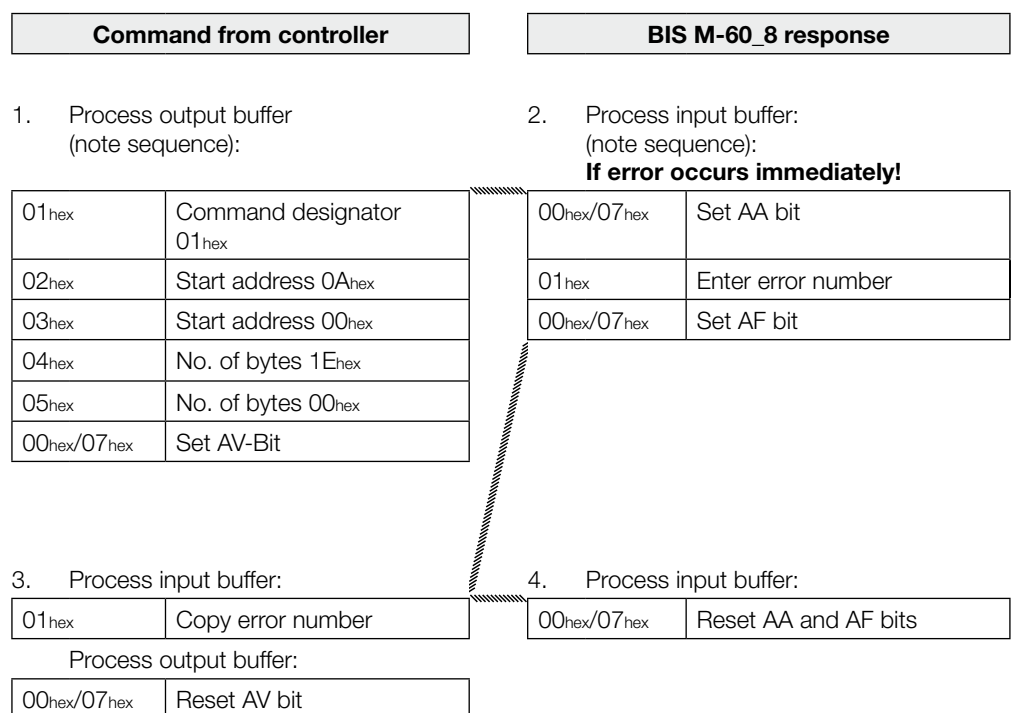 Command from controller
BIS M-60_8 response
1. Process output buffer
(note sequence):
2. Process input buffer:
(note sequence):
If error occurs immediately!
01hex Command designator
01hex
02hex Start address 0Ahex
03hex Start address 00hex
04hex No. of bytes 1Ehex
05hex No. of bytes 00hex
00hex/07hex Set AV-Bit
00hex/07hex Set AA bit
01hex Enter error number
00hex/07hex Set AF bit
3. Process input buffer:
01hex Copy error number
Process output buffer:
00hex/07hex Reset AV bit
4. Process input buffer:
00hex/07hex Reset AA and AF bits